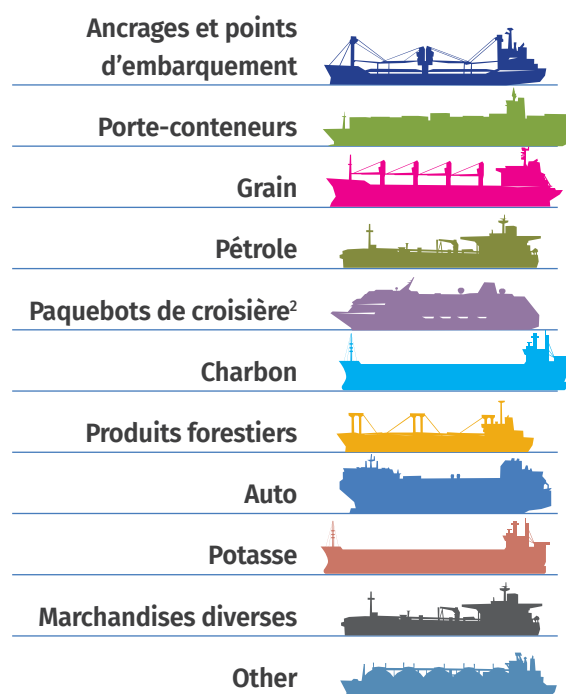 Ancrages et points
d’embarquement
Porte-conteneurs
Grain
Pétrole
Paquebots de croisière²
Charbon
Produits forestiers
Auto
Potasse
Marchandises diverses
Other